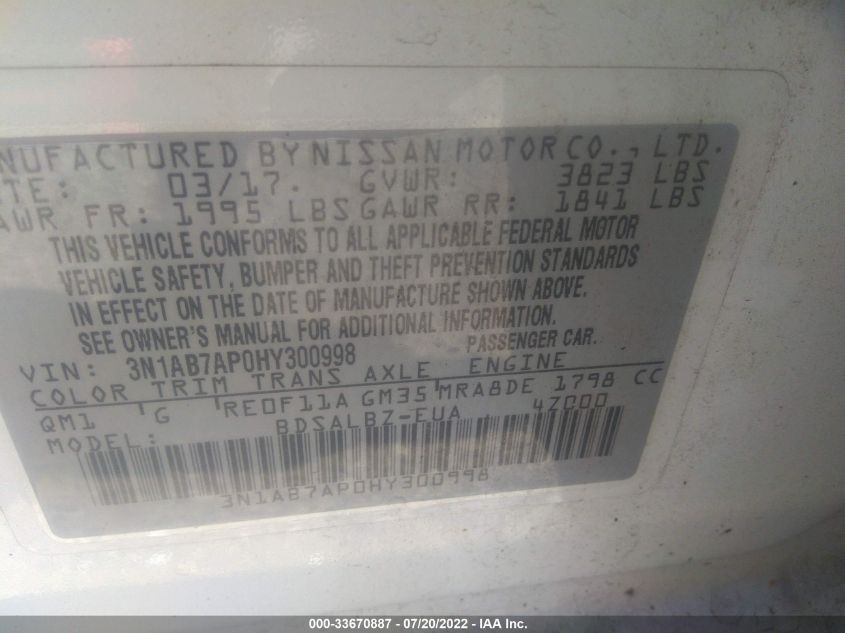 NUFACTURED BY NISSAN MOTOR CO., LTD.
TE: 03/17. GVWR: 3823 LBS
AWR FR: 1995 LBS GAWR RR: 1841 LBS
THIS VEHICLE CONFORMS TO ALL APPLICABLE FEDERAL MOTOR
VEHICLE SAFETY, BUMPER AND THEFT PREVENTION STANDARDS
IN EFFECT ON THE DATE OF MANUFACTURE SHOWN ABOVE.
SEE OWNER'S MANUAL FOR ADDITIONAL INFORMATION.
VIN: 3N1AB7AP0HY300998 PASSENGER CAR.
COLOR TRIM TRANS AXLE ENGINE
QM1 G RE0F11A GM35 MRA8DE 1798 CC
MODEL: BDSALBZ-EUA 4Z000
3N1AB7AP0HY300998
000-33670887 - 07/20/2022 - IAA Inc.